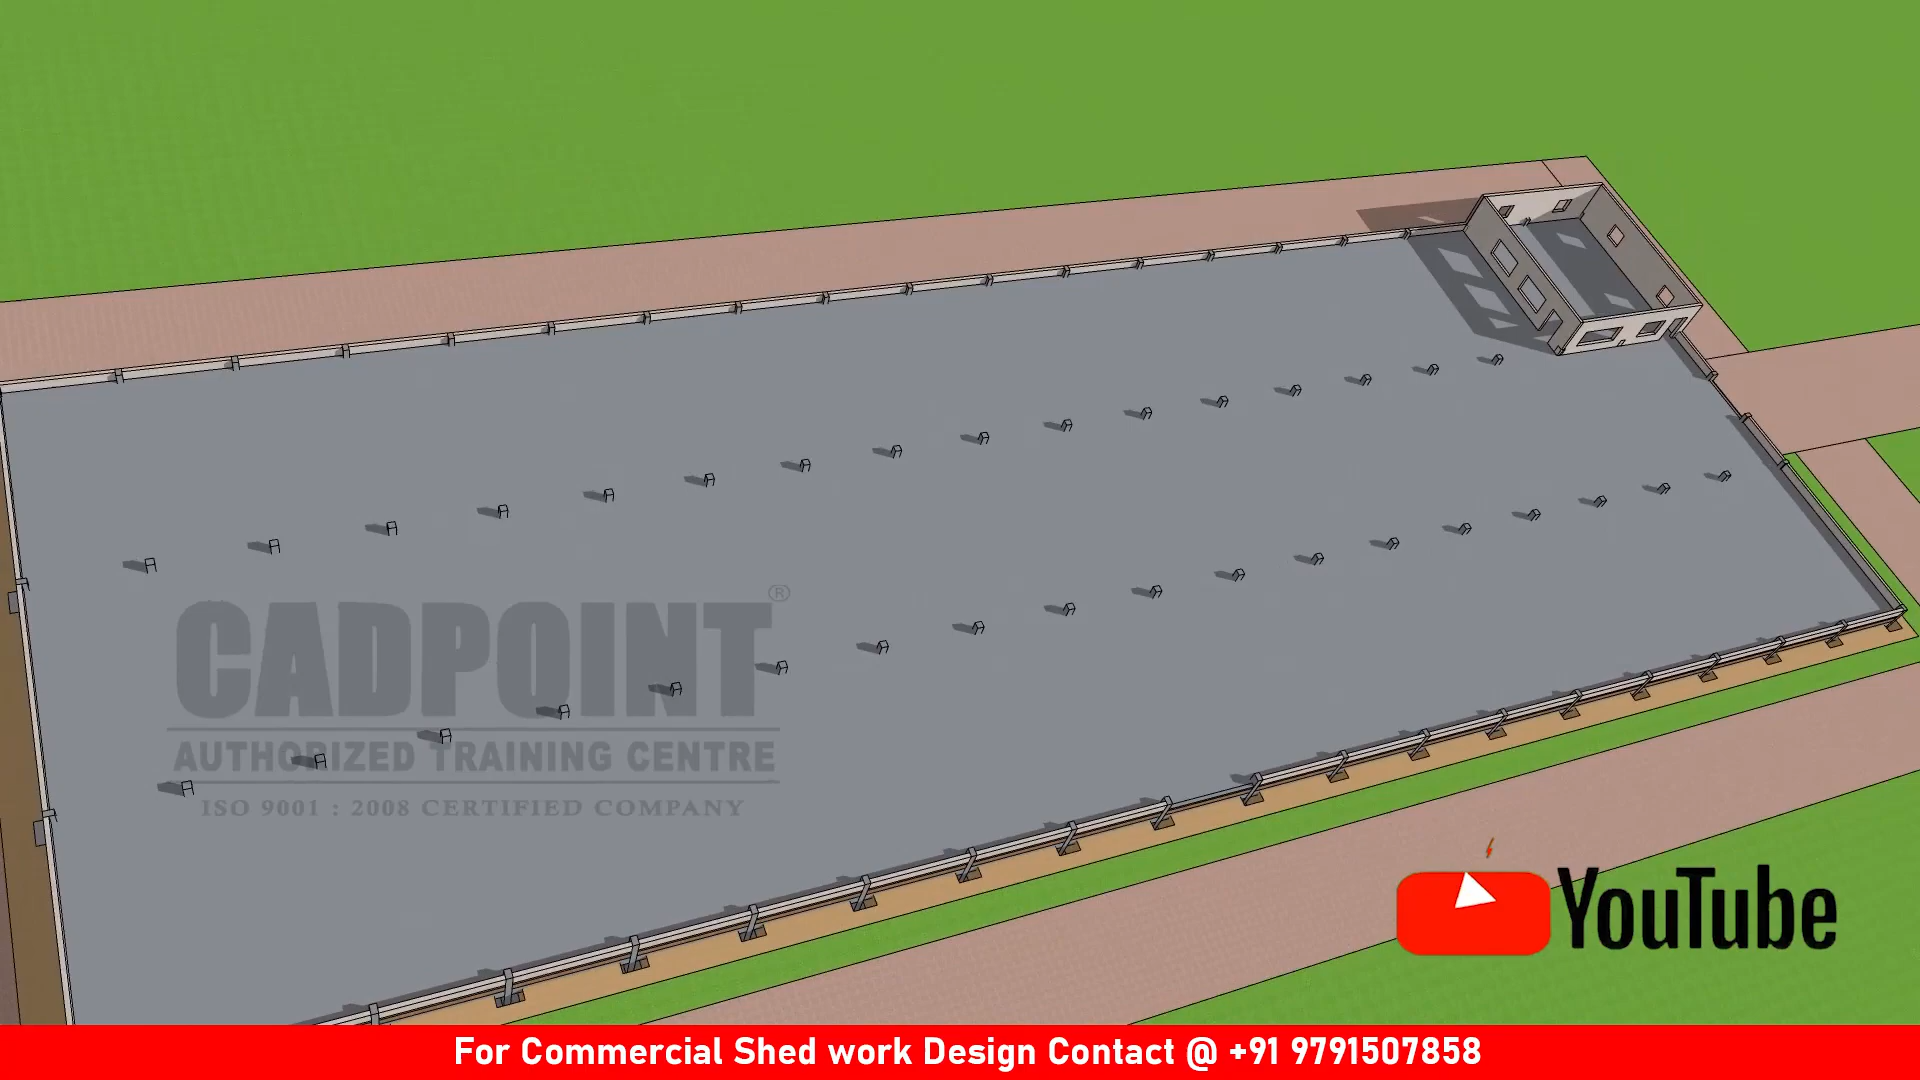 CADPOINT®
AUTHORIZED TRAINING CENTRE
ISO 9001 : 2008 CERTIFIED COMPANY
YouTube
For Commercial Shed work Design Contact @ +91 9791507858